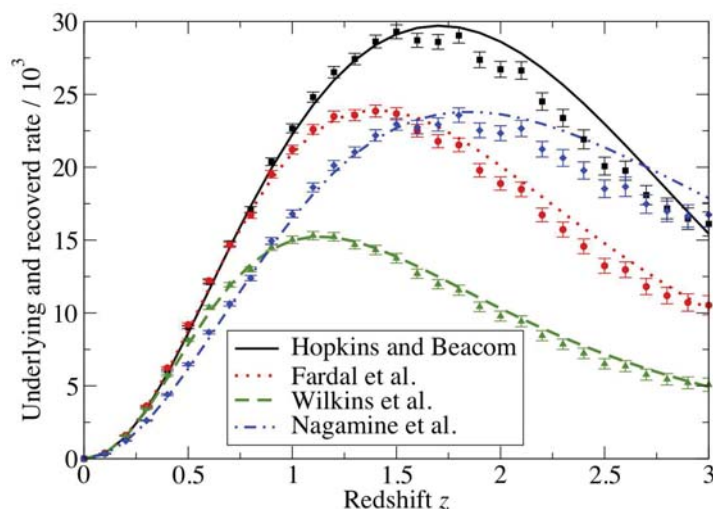 30
25
20
15
10
5
0
Underlying and recoverd rate / 10³
Hopkins and Beacom
Fardal et al.
Wilkins et al.
Nagamine et al.
0 0.5 1 1.5 2 2.5 3
Redshift z